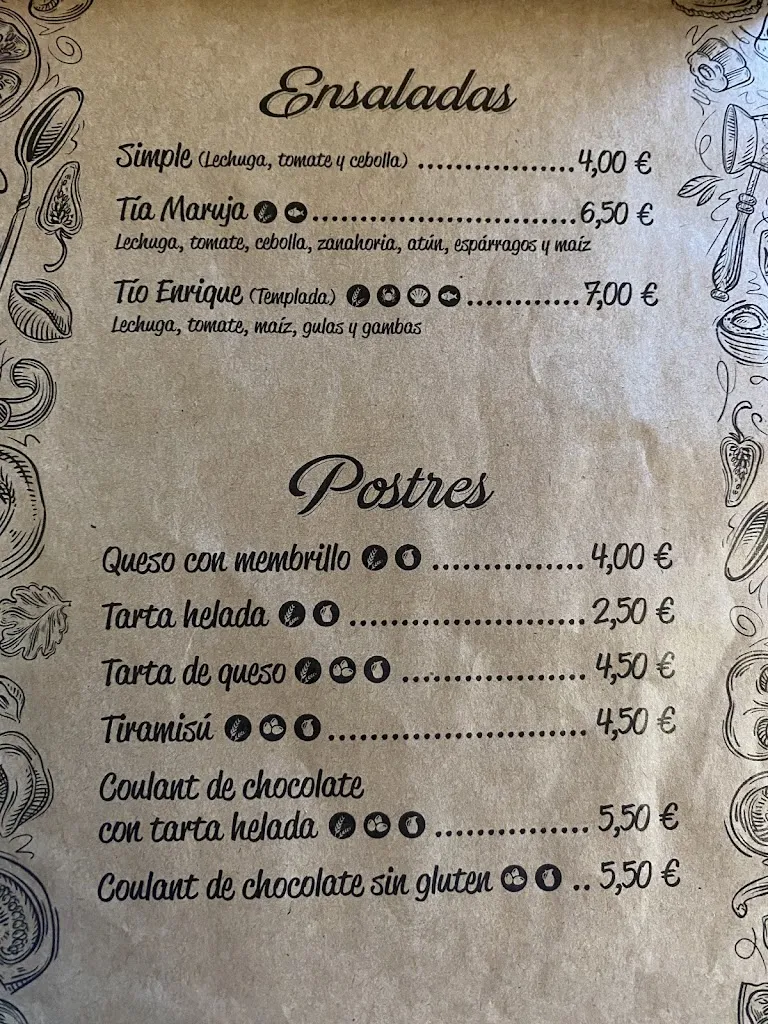 Ensaladas
Simple (Lechuga, tomate y cebolla) ................4,00 €
Tía Maruja ...........................6,50 €
Lechuga, tomate, cebolla, zanahoria, atún, espárragos y maíz
Tío Enrique (Templada) ...........7,00 €
Lechuga, tomate, maíz, gulas y gambas
Postres
Queso con membrillo ............... 4,00 €
Tarta helada ........................ 2,50 €
Tarta de queso ................... 4,50 €
Tiramisú .......................... 4,50 €
Coulant de chocolate
con tarta helada ............... 5,50 €
Coulant de chocolate sin gluten .. 5,50 €